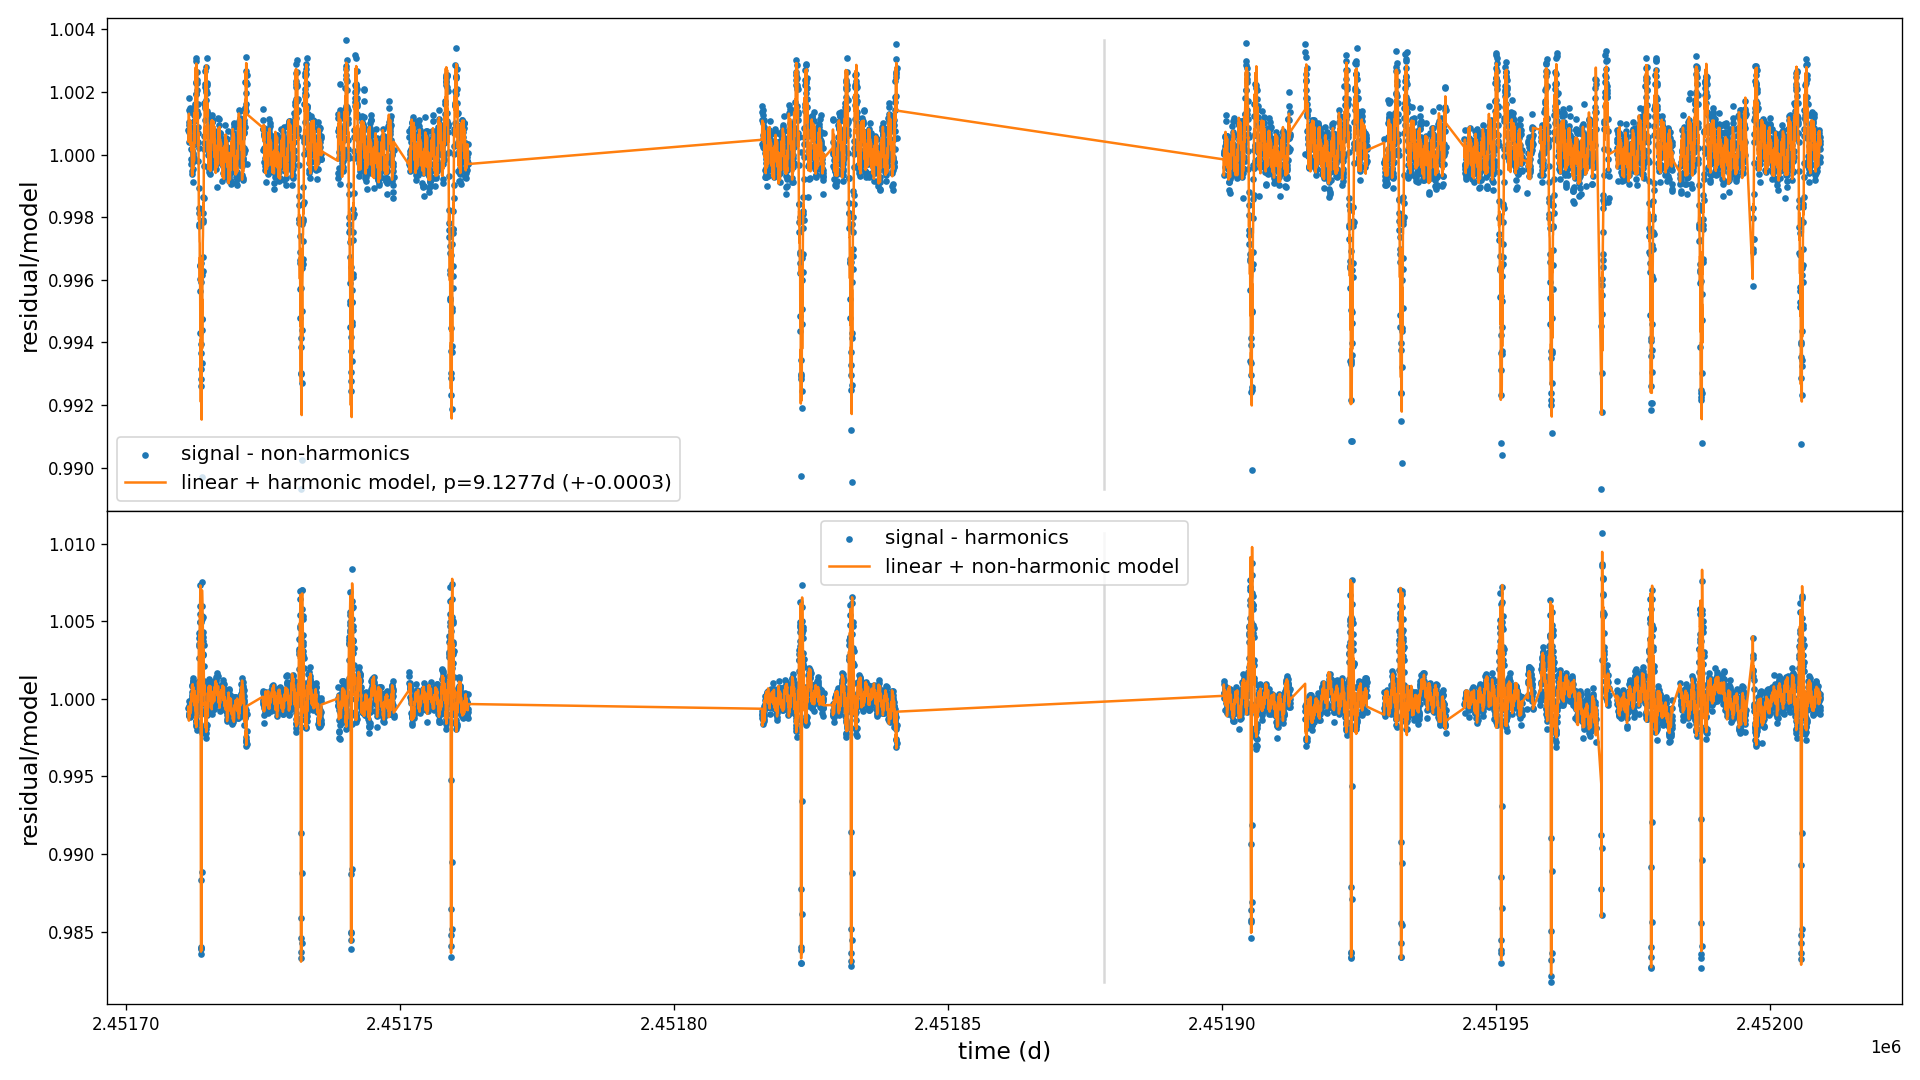 1.004
1.002
1.000
0.998
0.996
0.994
0.992
0.990
residual/model
signal - non-harmonics
linear + harmonic model, p=9.1277d (+-0.0003)
1.010
1.005
1.000
0.995
0.990
0.985
residual/model
signal - harmonics
linear + non-harmonic model
2.45170
2.45175
2.45180
2.45185
2.45190
2.45195
2.45200
time (d)
1e6